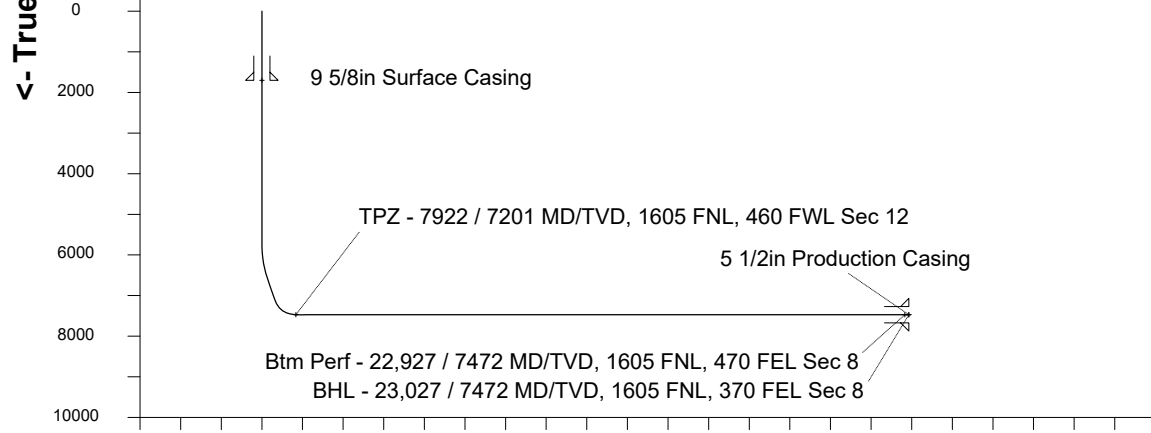 <- True
0
9 5/8in Surface Casing
2000
4000
TPZ - 7922 / 7201 MD/TVD, 1605 FNL, 460 FWL Sec 12
6000
5 1/2in Production Casing
8000
Btm Perf - 22,927 / 7472 MD/TVD, 1605 FNL, 470 FEL Sec 8
BHL - 23,027 / 7472 MD/TVD, 1605 FNL, 370 FEL Sec 8
10000